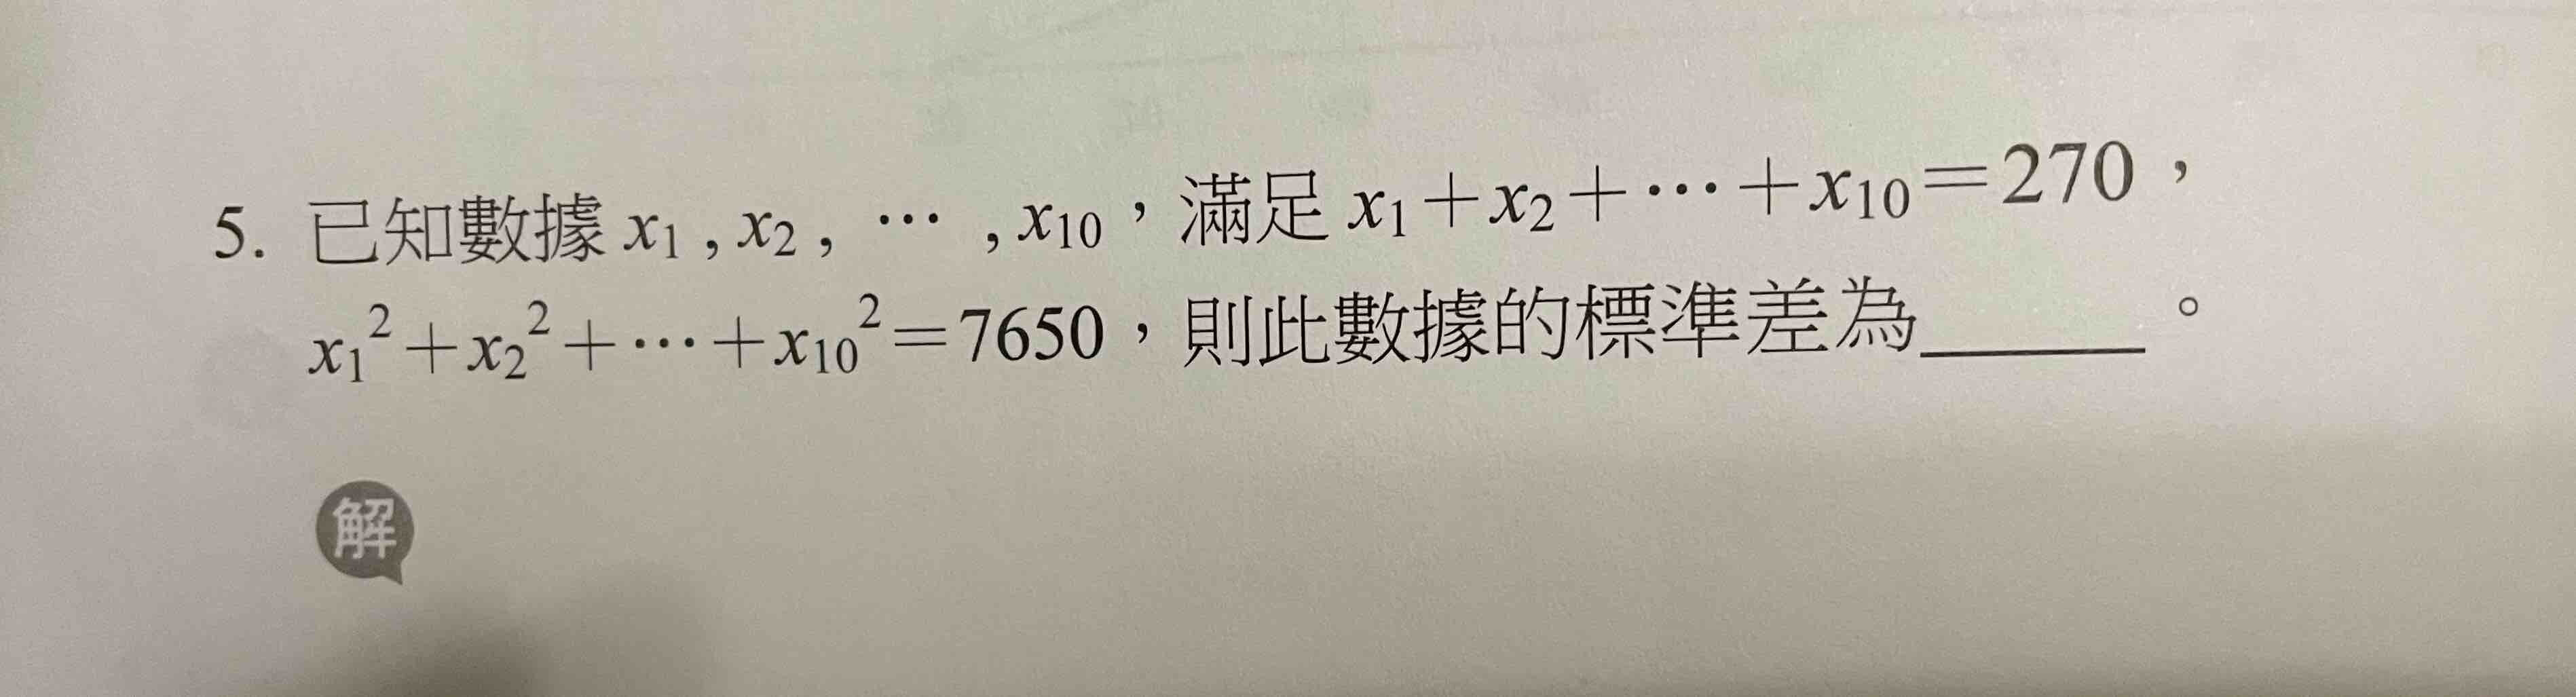 5. 已知數據 x₁ , x₂ , ⋯ , x₁₀，滿足 x₁＋x₂＋⋯＋x₁₀＝270，
x₁²＋x₂²＋⋯＋x₁₀²＝7650，則此數據的標準差為______。
解